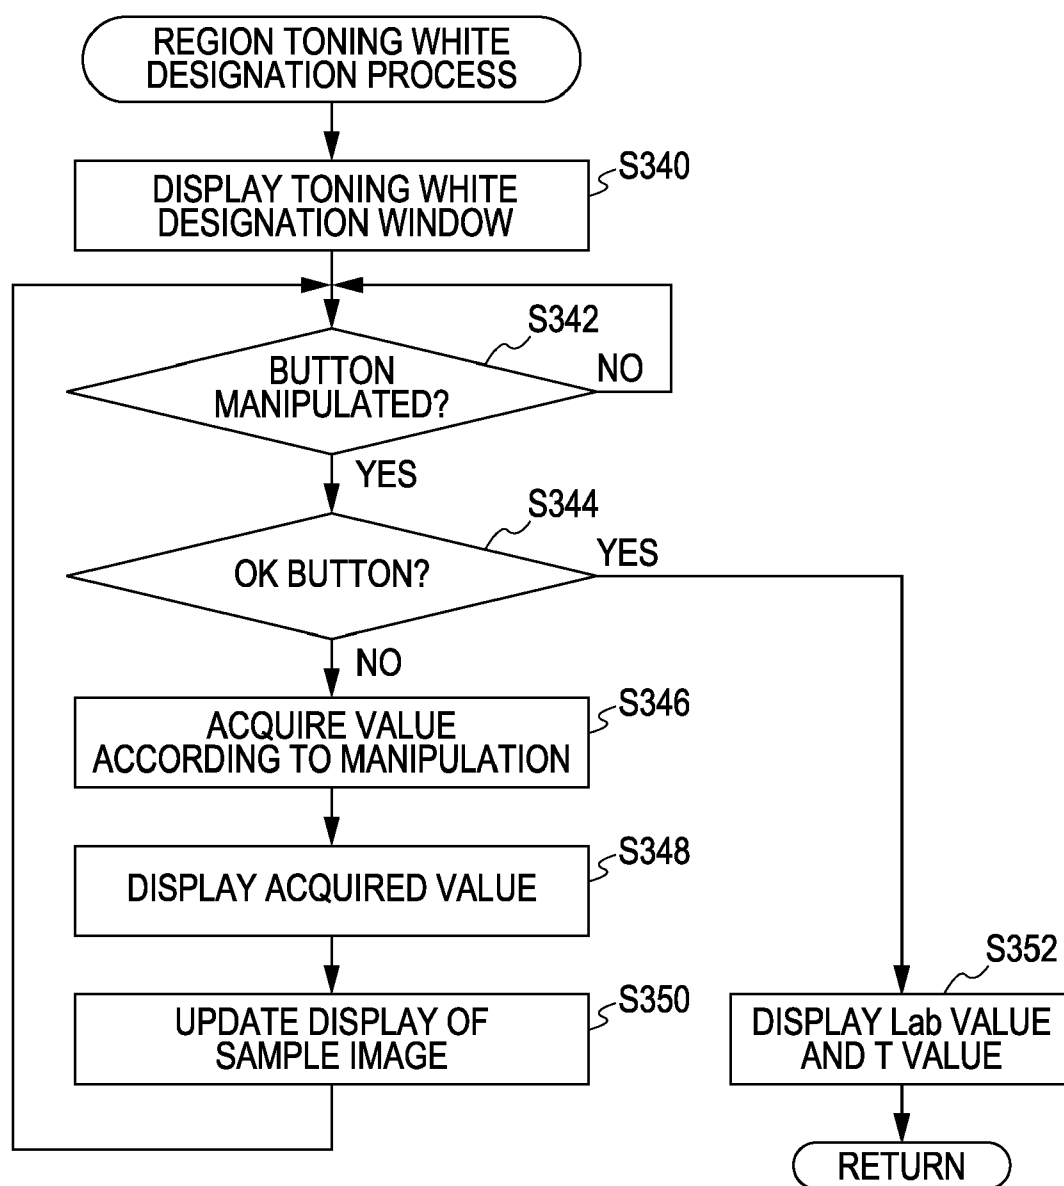 REGION TONING WHITE
DESIGNATION PROCESS
S340
DISPLAY TONING WHITE
DESIGNATION WINDOW
S342
BUTTON
MANIPULATED?
NO
YES
S344
OK BUTTON?
YES
NO
S346
ACQUIRE VALUE
ACCORDING TO MANIPULATION
S348
DISPLAY ACQUIRED VALUE
S350
UPDATE DISPLAY OF
SAMPLE IMAGE
S352
DISPLAY Lab VALUE
AND T VALUE
RETURN